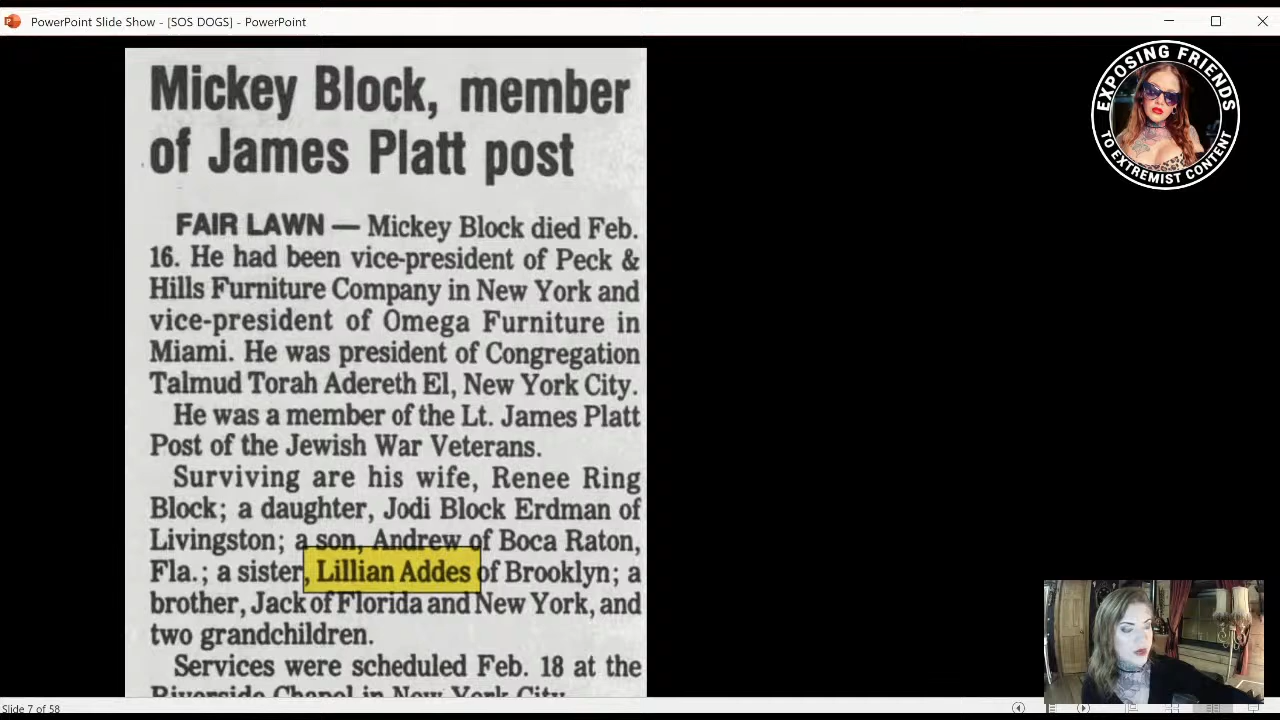 PowerPoint Slide Show - [SOS DOGS] - PowerPoint
EXPOSING FRIENDS
TO EXTREMIST CONTENT
Mickey Block, member
of James Platt post
FAIR LAWN — Mickey Block died Feb.
16. He had been vice-president of Peck &
Hills Furniture Company in New York and
vice-president of Omega Furniture in
Miami. He was president of Congregation
Talmud Torah Adereth El, New York City.
He was a member of the Lt. James Platt
Post of the Jewish War Veterans.
Surviving are his wife, Renee Ring
Block; a daughter, Jodi Block Erdman of
Livingston; a son, Andrew of Boca Raton,
Fla.; a sister, Lillian Addes of Brooklyn; a
brother, Jack of Florida and New York, and
two grandchildren.
Services were scheduled Feb. 18 at the
Riverside Chapel in New York City.
Slide 7 of 58